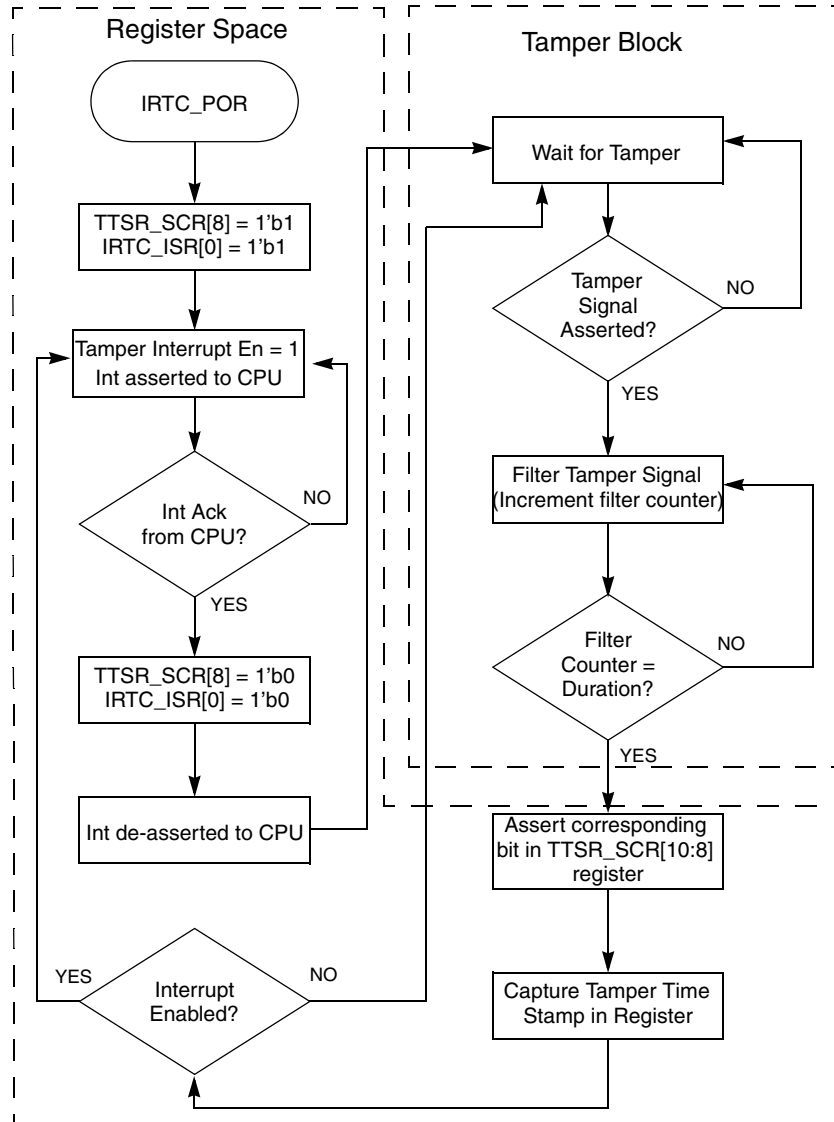 Register Space
IRTC_POR
TTSR_SCR[8] = 1'b1
IRTC_ISR[0] = 1'b1
Tamper Interrupt En = 1
Int asserted to CPU
Int Ack
from CPU?
NO
YES
TTSR_SCR[8] = 1'b0
IRTC_ISR[0] = 1'b0
Int de-asserted to CPU
Interrupt
Enabled?
YES
NO
Tamper Block
Wait for Tamper
Tamper
Signal
Asserted?
NO
YES
Filter Tamper Signal
(Increment filter counter)
Filter
Counter =
Duration?
NO
YES
Assert corresponding
bit in TTSR_SCR[10:8]
register
Capture Tamper Time
Stamp in Register